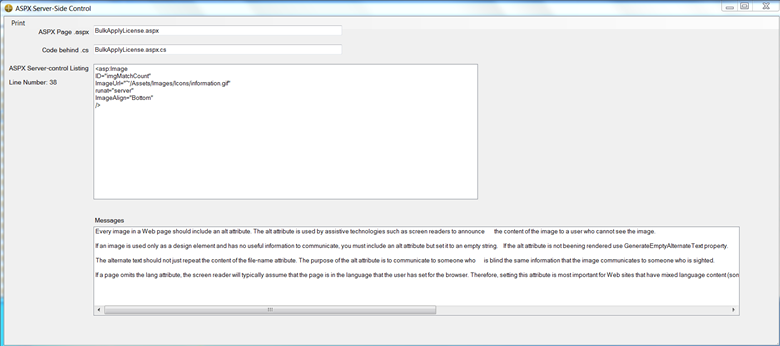 ASPX Server-Side Control
Print
ASPX Page .aspx BulkApplyLicense.aspx
Code behind .cs BulkApplyLicense.aspx.cs
ASPX Server-control Listing
Line Number: 38
<asp:Image
ID="imgMatchCount"
ImageUrl="~/Assets/Images/Icons/information.gif"
runat="server"
ImageAlign="Bottom"
/>
Messages
Every image in a Web page should include an alt attribute. The alt attribute is used by assistive technologies such as screen readers to announce the content of the image to a user who cannot see the image.
If an image is used only as a design element and has no useful information to communicate, you must include an alt attribute but set it to an empty string. If the alt attribute is not beening rendered use GenerateEmptyAlternateText property.
The alternate text should not just repeat the content of the file-name attribute. The purpose of the alt attribute is to communicate to someone who is blind the same information that the image communicates to someone who is sighted.
If a page omits the lang attribute, the screen reader will typically assume that the page is in the language that the user has set for the browser. Therefore, setting this attribute is most important for Web sites that have mixed language content (son